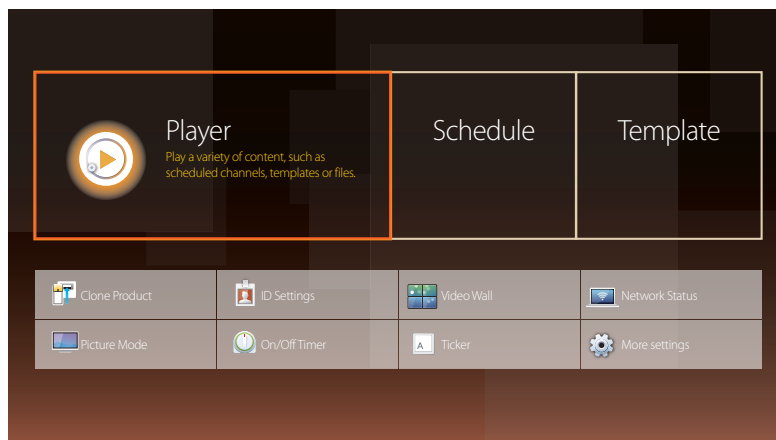 Player
Play a variety of content, such as
scheduled channels, templates or files.
Schedule
Template
Clone Product
ID Settings
Video Wall
Network Status
Picture Mode
On/Off Timer
A
Ticker
More settings